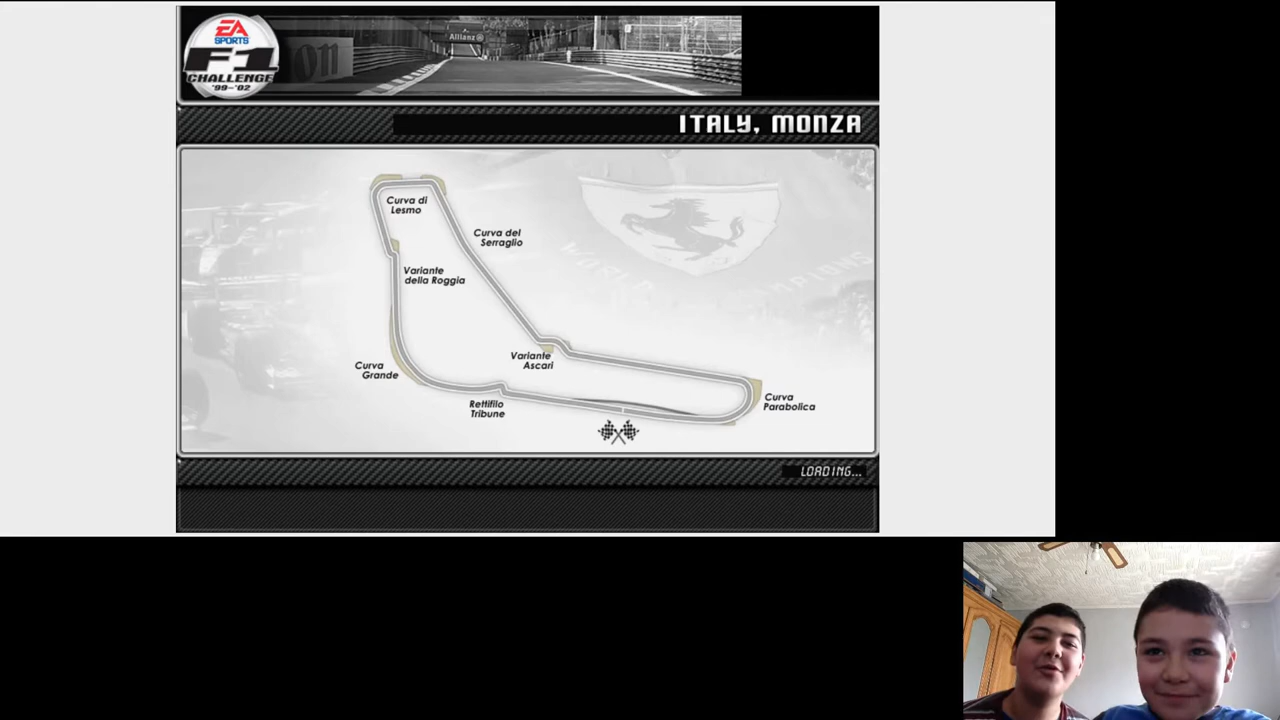 EA
SPORTS
F1
CHALLENGE
'99-'02
Allianz
ITALY, MONZA
Curva di
Lesmo
Curva del
Serraglio
Variante
della Roggia
Variante
Ascari
Curva
Grande
Rettifilo
Tribune
Curva
Parabolica
LOADING...